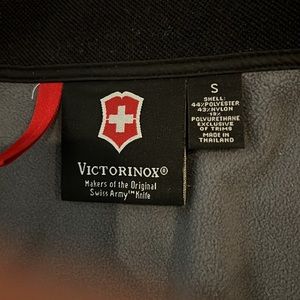 VICTORINOX®
Makers of the Original
Swiss Army™ Knife
S
SHELL:
44%POLYESTER
43%NYLON
13%
POLYURETHANE
EXCLUSIVE
OF TRIMS
MADE IN
THAILAND